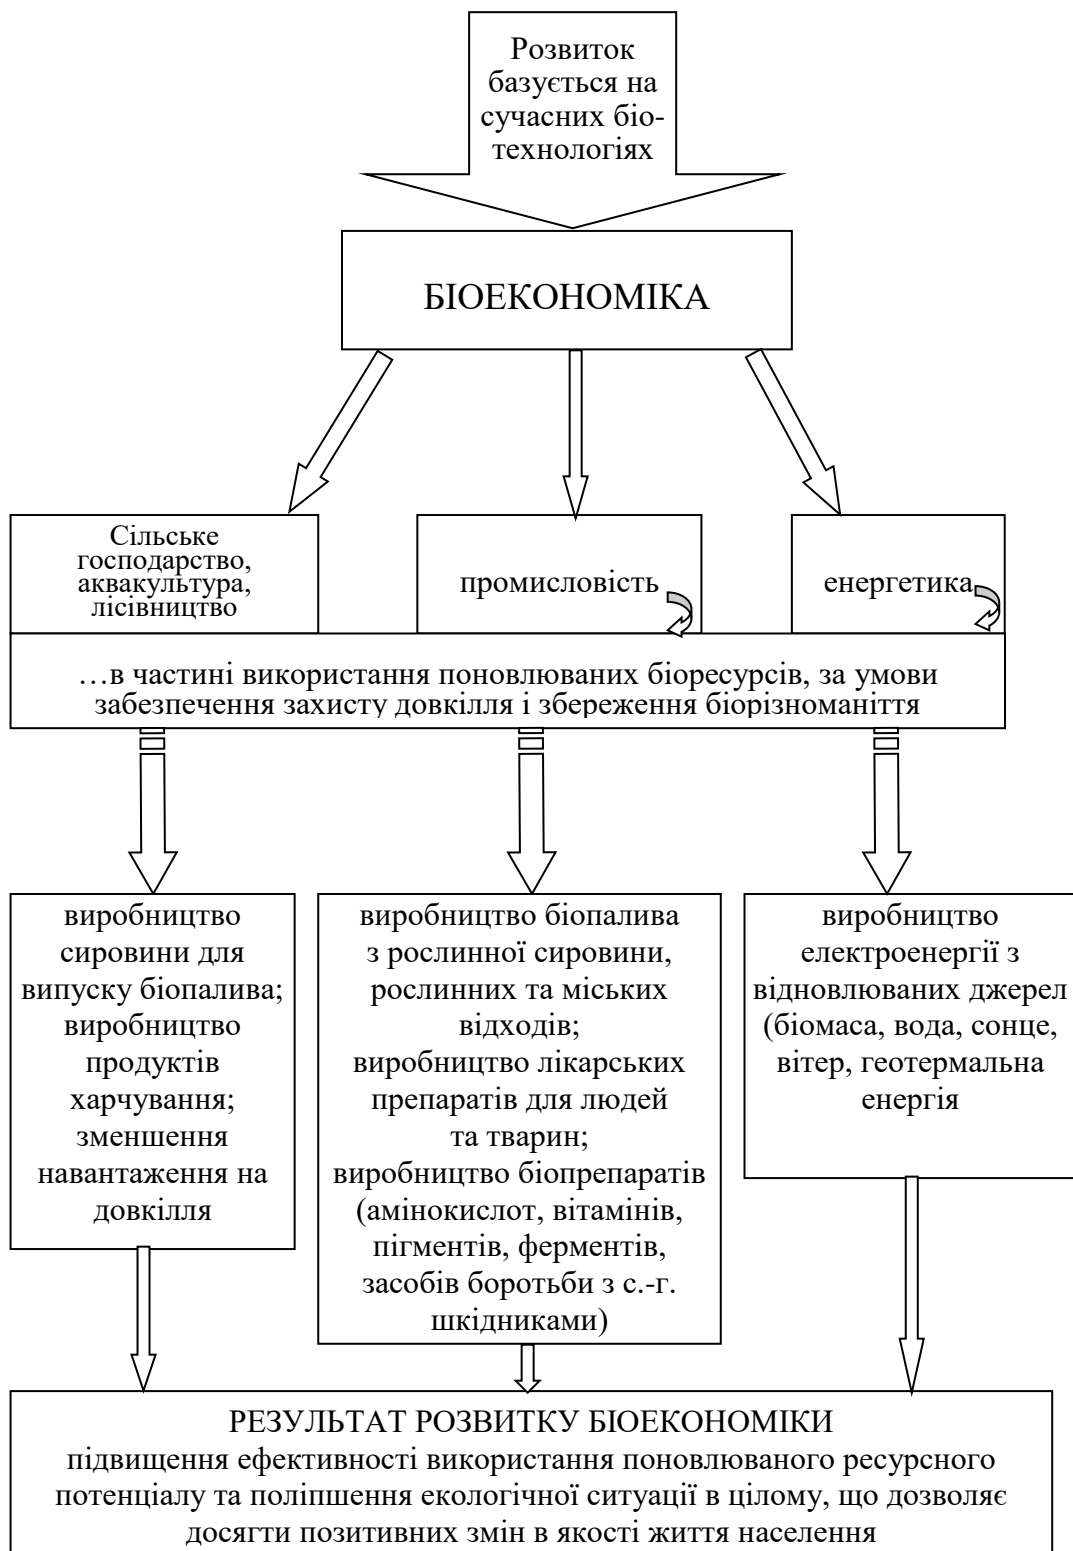 Розвиток
базується на
сучасних біо-
технологіях
БІОЕКОНОМІКА
Сільське
господарство,
аквакультура,
лісівництво
промисловість
енергетика
…в частині використання поновлюваних біоресурсів, за умови
забезпечення захисту довкілля і збереження біорізноманіття
виробництво
сировини для
випуску біопалива;
виробництво
продуктів
харчування;
зменшення
навантаження на
довкілля
виробництво біопалива
з рослинної сировини,
рослинних та міських
відходів;
виробництво лікарських
препаратів для людей
та тварин;
виробництво біопрепаратів
(амінокислот, вітамінів,
пігментів, ферментів,
засобів боротьби з с.-г.
шкідниками)
виробництво
електроенергії з
відновлюваних джерел
(біомаса, вода, сонце,
вітер, геотермальна
енергія
РЕЗУЛЬТАТ РОЗВИТКУ БІОЕКОНОМІКИ
підвищення ефективності використання поновлюваного ресурсного
потенціалу та поліпшення екологічної ситуації в цілому, що дозволяє
досягти позитивних змін в якості життя населення